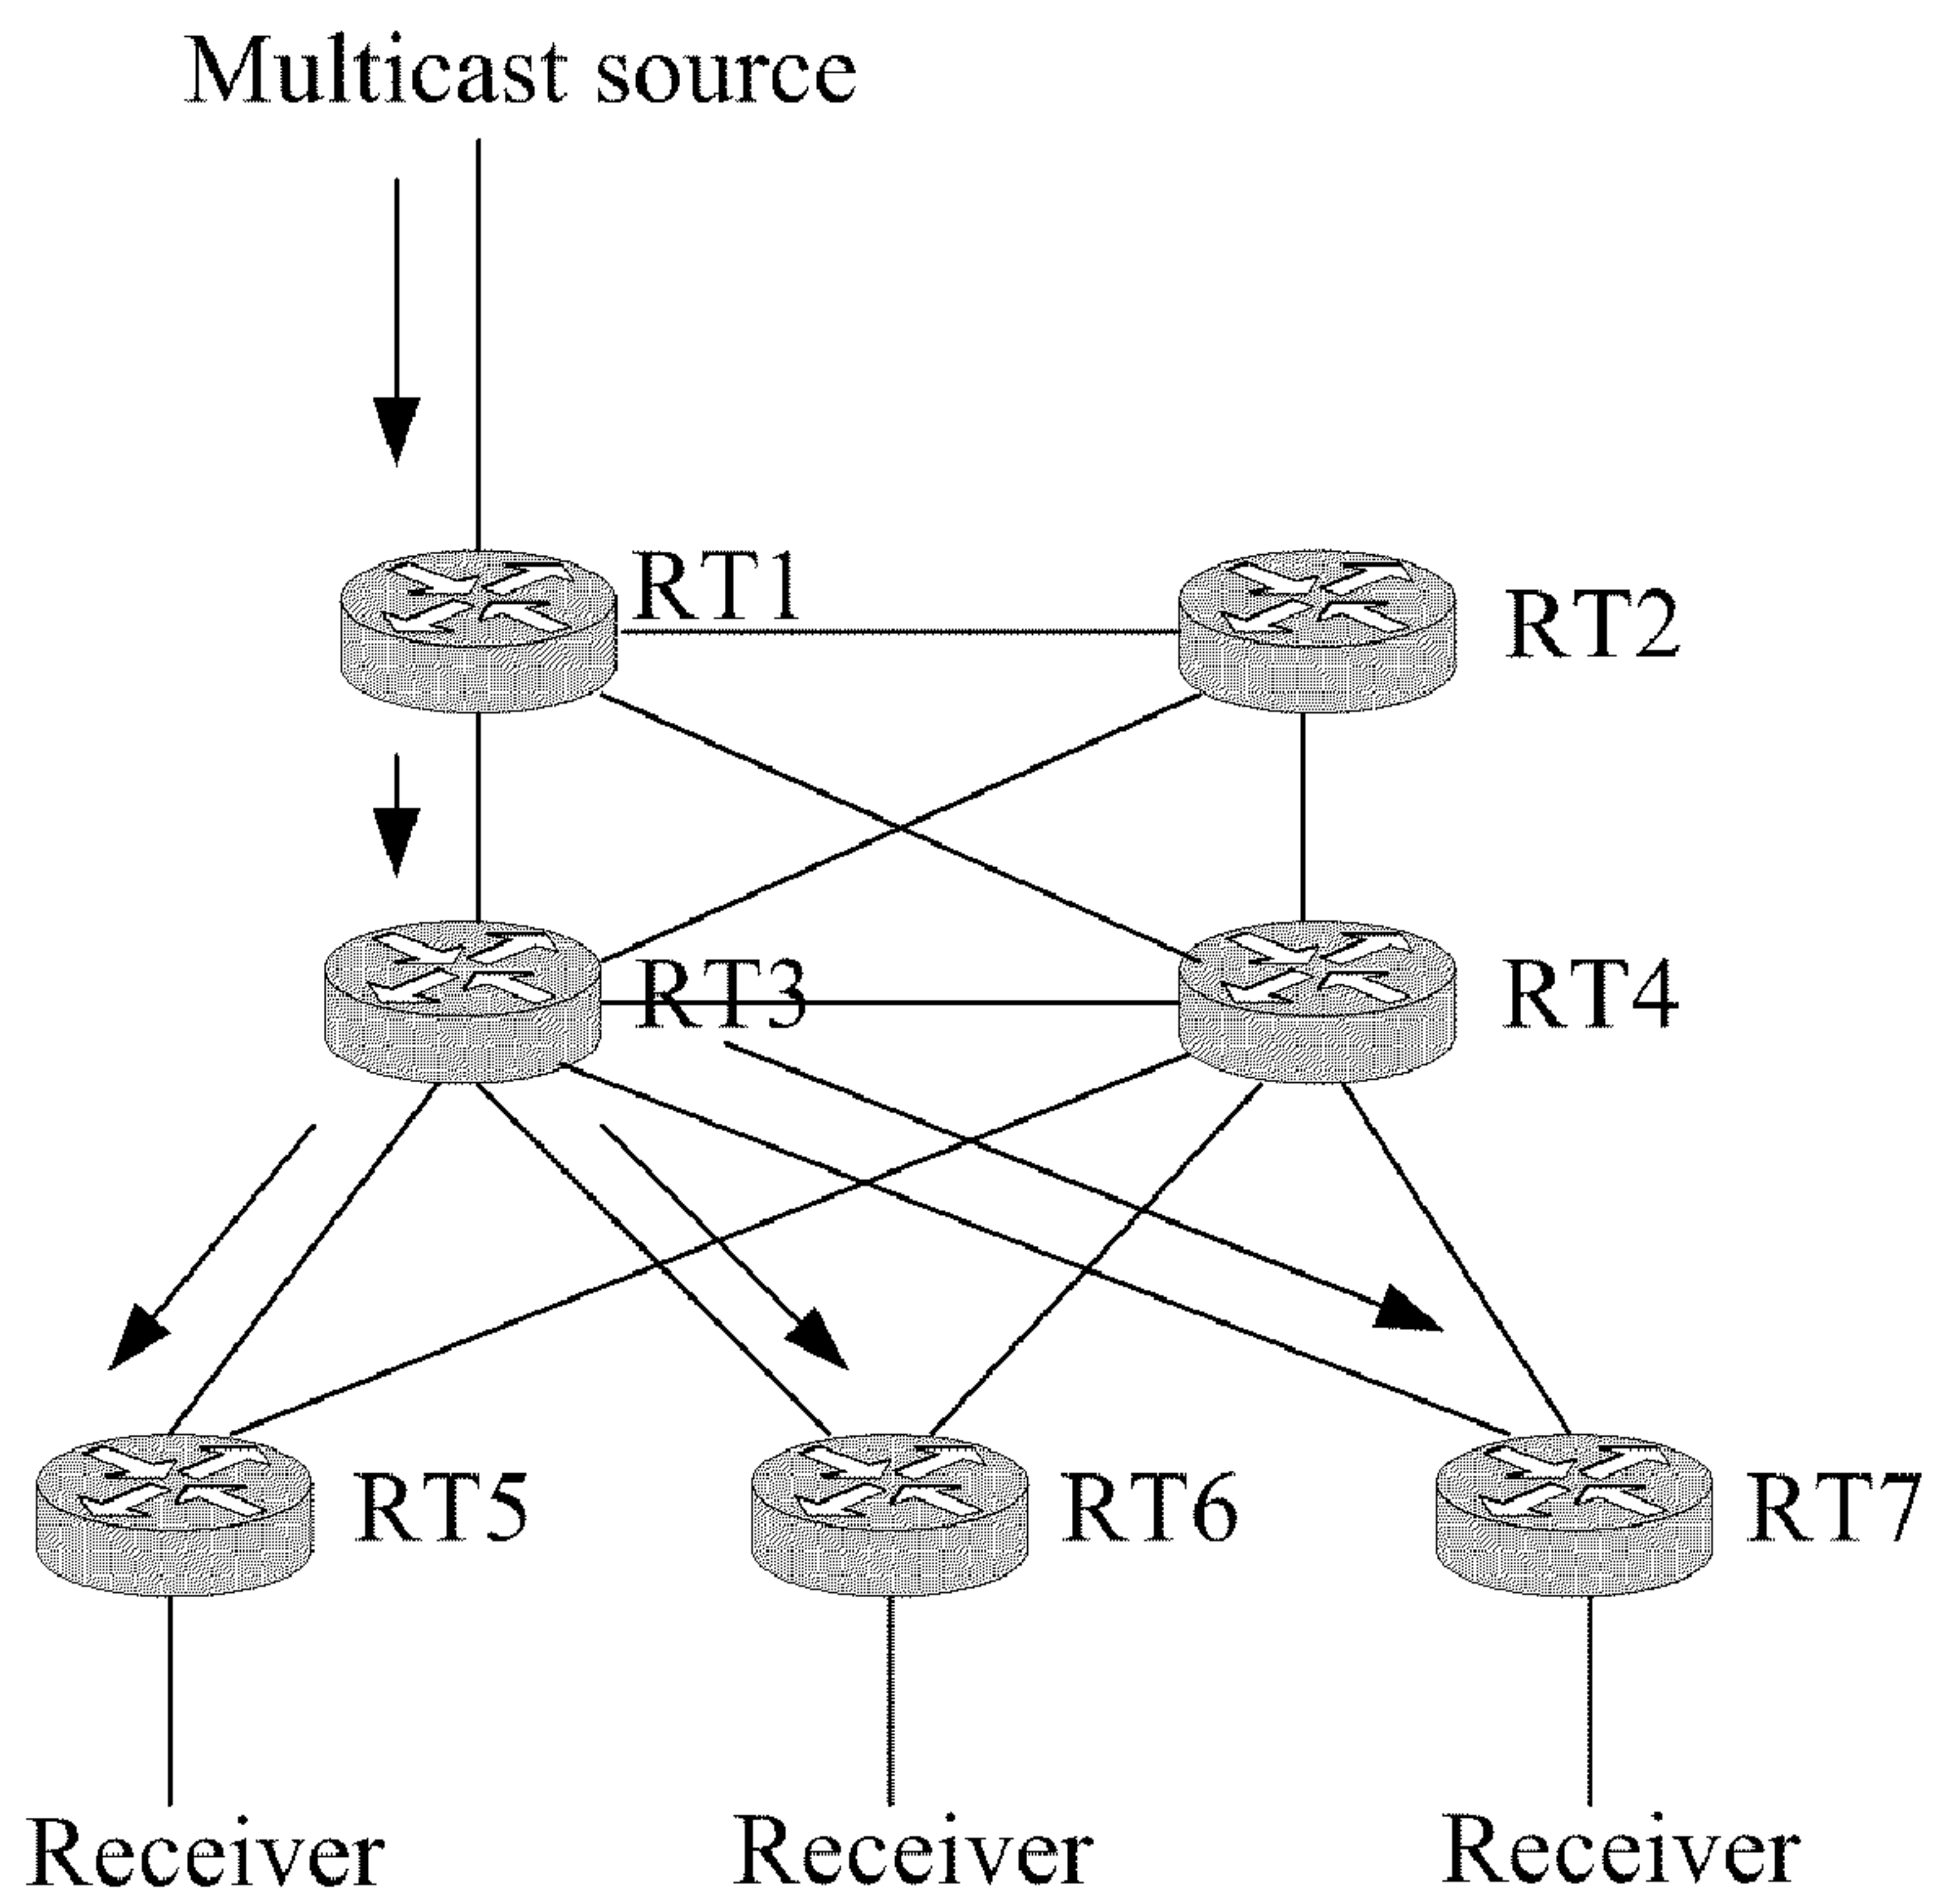 Multicast source
RT1
RT2
RT3
RT4
RT5
RT6
RT7
Receiver
Receiver
Receiver